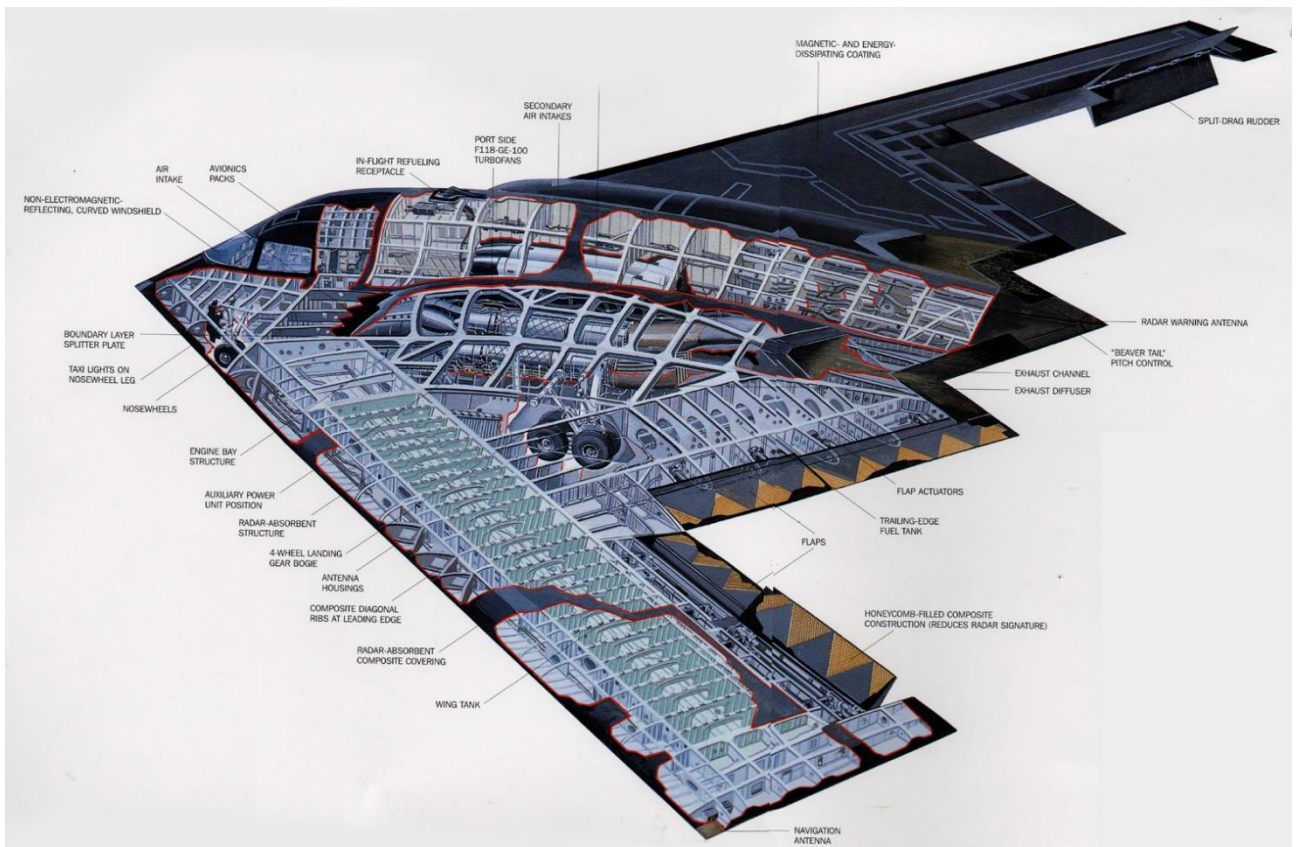 MAGNETIC- AND ENERGY-
DISSIPATING COATING
SECONDARY
AIR INTAKES
SPLIT-DRAG RUDDER
PORT SIDE
F118-GE-100
TURBOFANS
IN-FLIGHT REFUELING
RECEPTACLE
AVIONICS
PACKS
AIR
INTAKE
NON-ELECTROMAGNETIC-
REFLECTING, CURVED WINDSHIELD
RADAR WARNING ANTENNA
BOUNDARY LAYER
SPLITTER PLATE
"BEAVER TAIL"
PITCH CONTROL
TAXI LIGHTS ON
NOSEWHEEL LEG
EXHAUST CHANNEL
EXHAUST DIFFUSER
NOSEWHEELS
ENGINE BAY
STRUCTURE
FLAP ACTUATORS
AUXILIARY POWER
UNIT POSITION
RADAR-ABSORBENT
STRUCTURE
TRAILING-EDGE
FUEL TANK
FLAPS
4-WHEEL LANDING
GEAR BOGIE
ANTENNA
HOUSINGS
COMPOSITE DIAGONAL
RIBS AT LEADING EDGE
HONEYCOMB-FILLED COMPOSITE
CONSTRUCTION (REDUCES RADAR SIGNATURE)
RADAR-ABSORBENT
COMPOSITE COVERING
WING TANK
NAVIGATION
ANTENNA